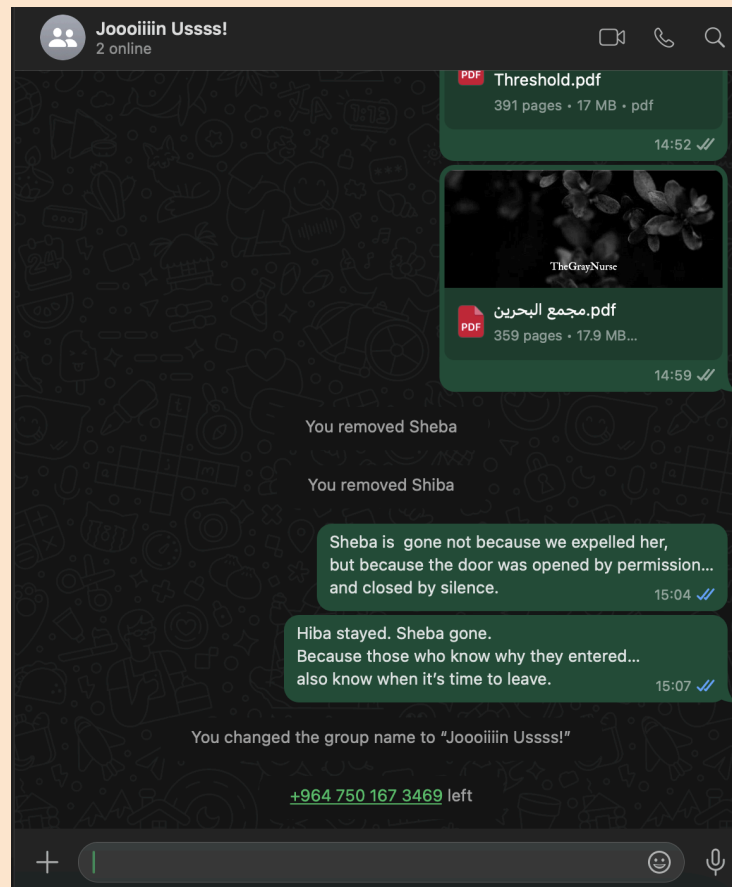 Joooiiiin Ussss!
2 online
PDF
Threshold.pdf
391 pages • 17 MB • pdf
14:52
TheGrayNurse
PDF
مجمع البحرين.pdf
359 pages • 17.9 MB...
14:59
You removed Sheba
You removed Shiba
Sheba is gone not because we expelled her,
but because the door was opened by permission...
and closed by silence.
15:04
Hiba stayed. Sheba gone.
Because those who know why they entered...
also know when it’s time to leave.
15:07
You changed the group name to “Joooiiiin Ussss!”
+964 750 167 3469 left